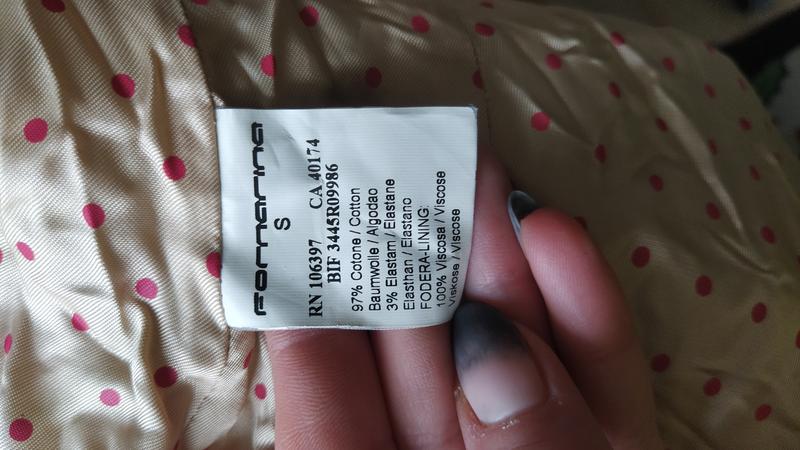 Fornarina
S
RN 106397 CA 40174
BIF 3445R09986
97% Cotone / Cotton
Baumwolle / Algodao
3% Elastam / Elastane
Elasthan / Elastano
FODERA-LINING:
100% Viscosa / Viscose
Viskose / Viscose